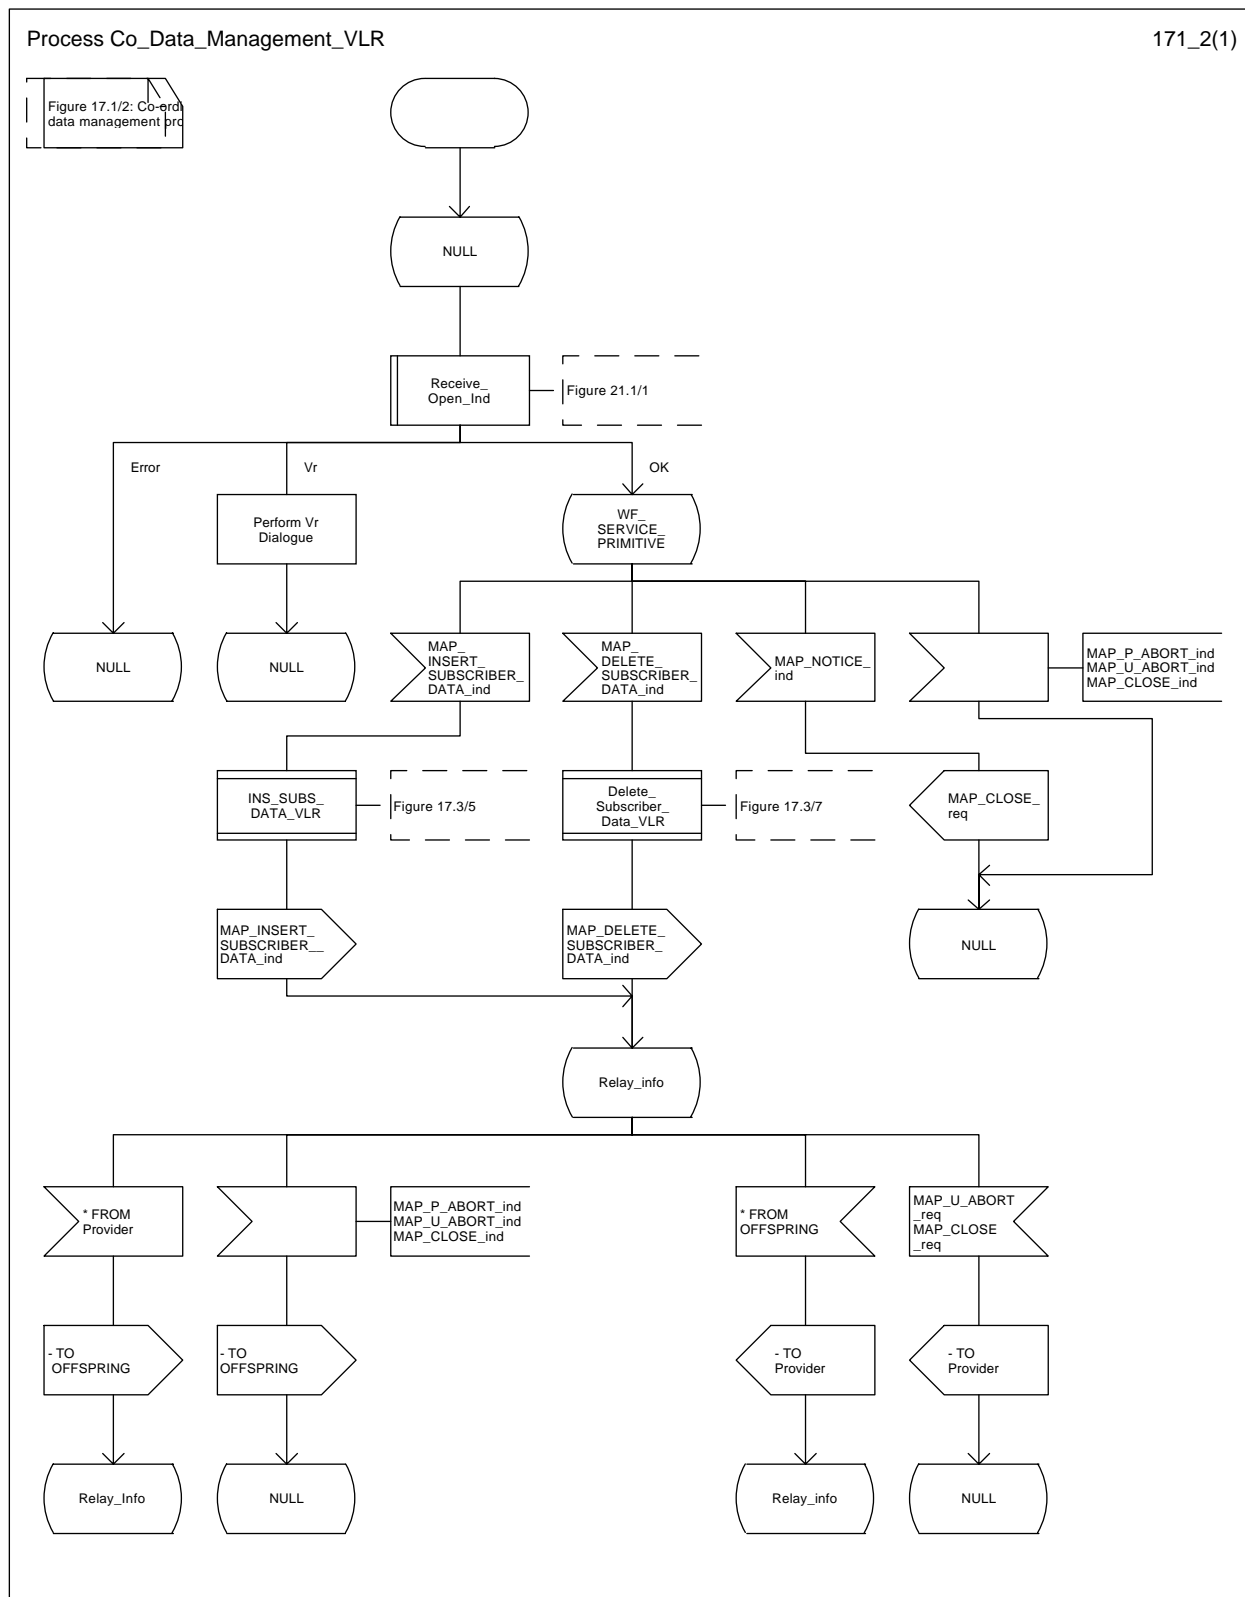 Process Co_Data_Management_VLR
171_2(1)
Figure 17.1/2: Co-ordi
data management pro
NULL
Receive_
Open_Ind
Figure 21.1/1
Error
Vr
OK
Perform Vr
Dialogue
WF_
SERVICE_
PRIMITIVE
NULL
NULL
MAP_
INSERT_
SUBSCRIBER_
DATA_ind
MAP_
DELETE_
SUBSCRIBER_
DATA_ind
MAP_NOTICE_
ind
MAP_P_ABORT_ind
MAP_U_ABORT_ind
MAP_CLOSE_ind
INS_SUBS_
DATA_VLR
Figure 17.3/5
Delete_
Subscriber_
Data_VLR
Figure 17.3/7
MAP_CLOSE_
req
MAP_INSERT_
SUBSCRIBER__
DATA_ind
MAP_DELETE_
SUBSCRIBER_
DATA_ind
NULL
Relay_info
* FROM
Provider
MAP_P_ABORT_ind
MAP_U_ABORT_ind
MAP_CLOSE_ind
* FROM
OFFSPRING
MAP_U_ABORT
_req
MAP_CLOSE
_req
- TO
OFFSPRING
- TO
OFFSPRING
- TO
Provider
- TO
Provider
Relay_Info
NULL
Relay_info
NULL